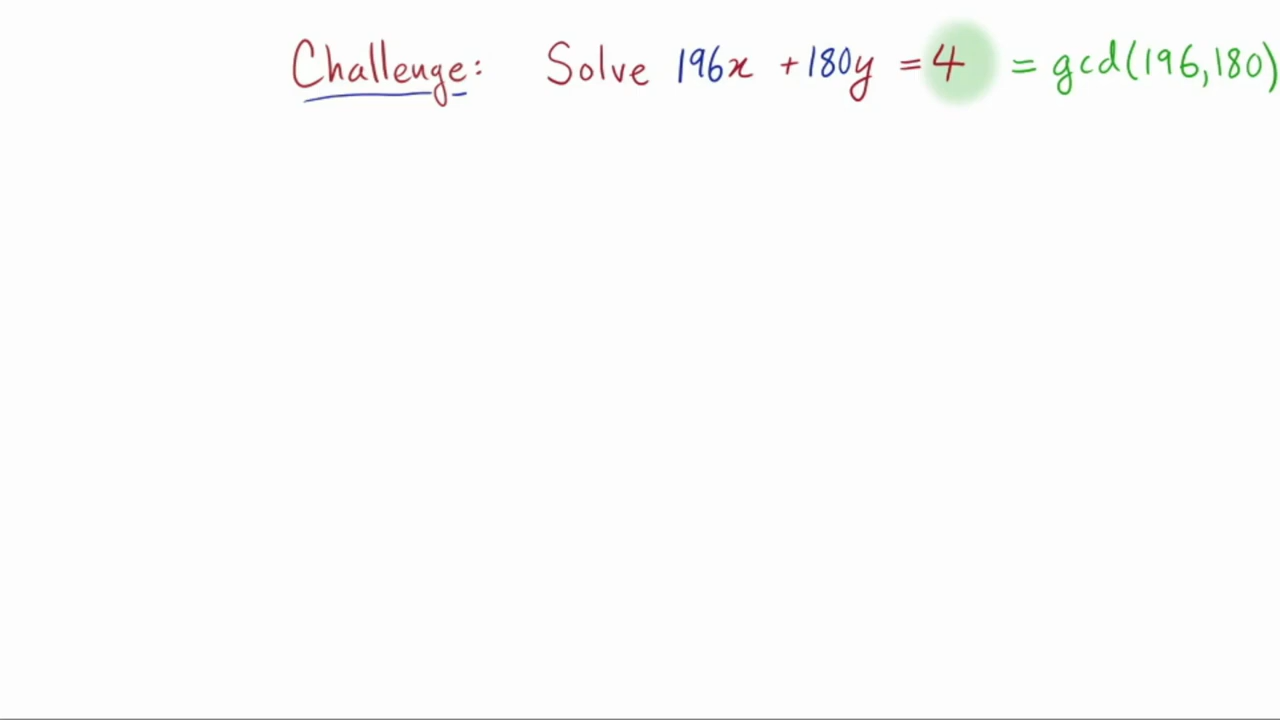 Challenge: Solve 196x + 180y = 4 = gcd(196,180)